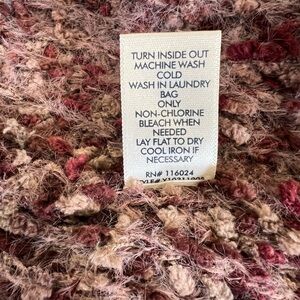 TURN INSIDE OUT
MACHINE WASH
COLD
WASH IN LAUNDRY
BAG
ONLY
NON-CHLORINE
BLEACH WHEN
NEEDED
LAY FLAT TO DRY
COOL IRON IF
NECESSARY
RN# 116024